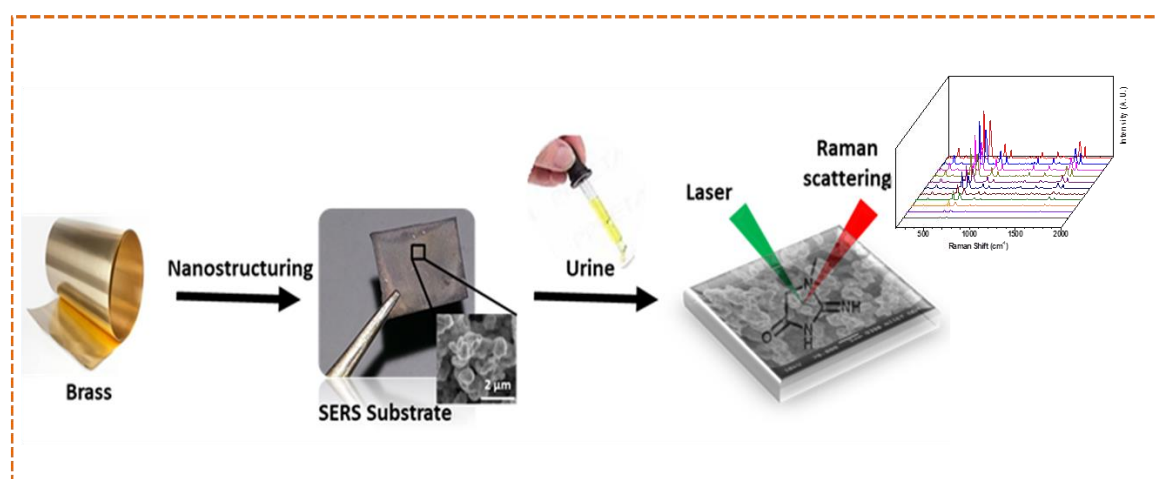 Brass
Nanostructuring
SERS Substrate
2 µm
Urine
Laser
Raman
scattering
N
NH
N
H
O
Intensity (A.U.)
500
1000
1500
2000
Raman Shift (cm⁻¹)